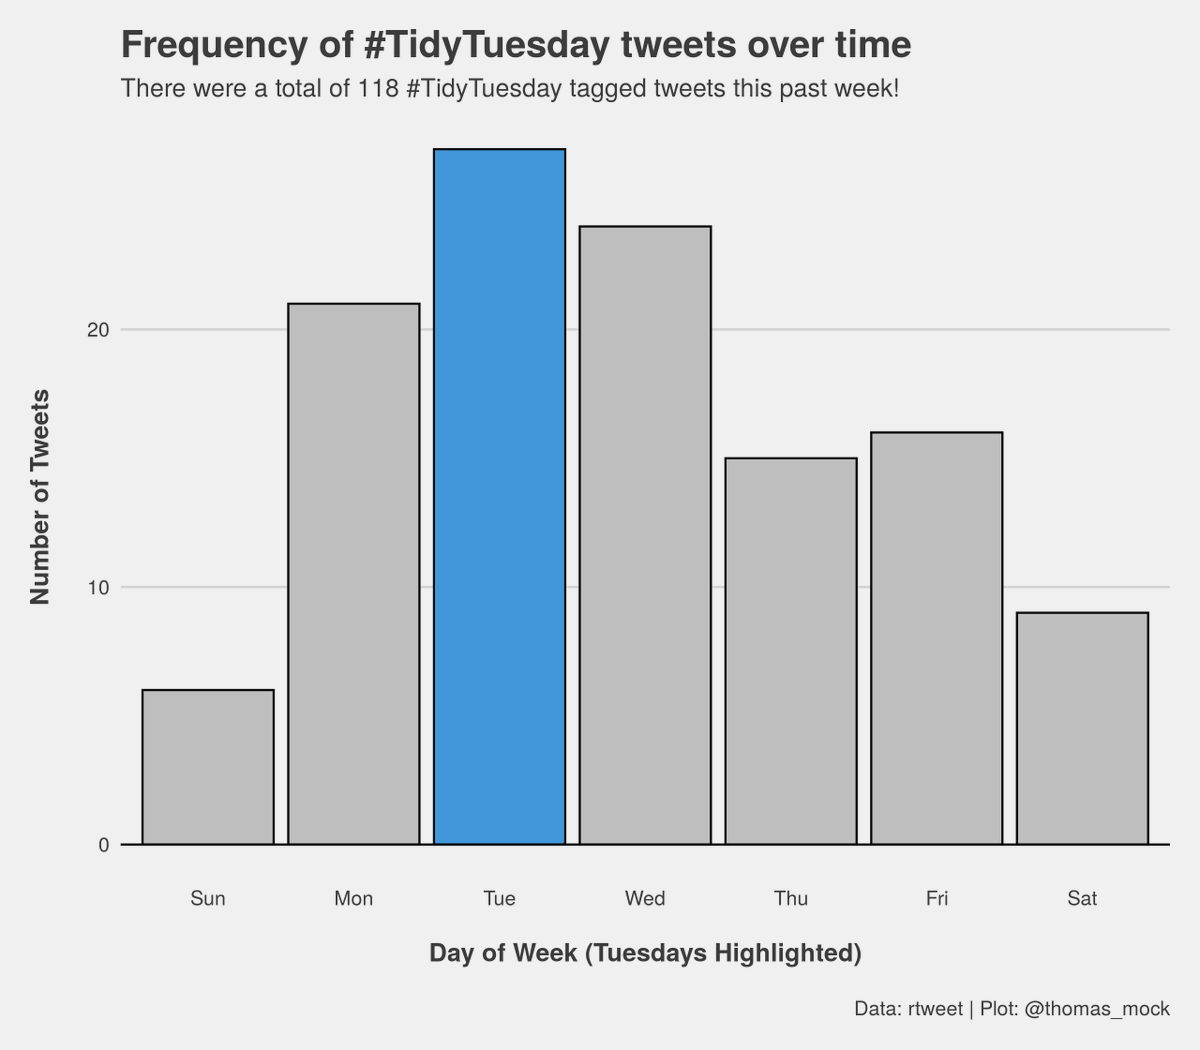 Frequency of #TidyTuesday tweets over time
There were a total of 118 #TidyTuesday tagged tweets this past week!
Number of Tweets
20
10
0
Sun Mon Tue Wed Thu Fri Sat
Day of Week (Tuesdays Highlighted)
Data: rtweet | Plot: @thomas_mock